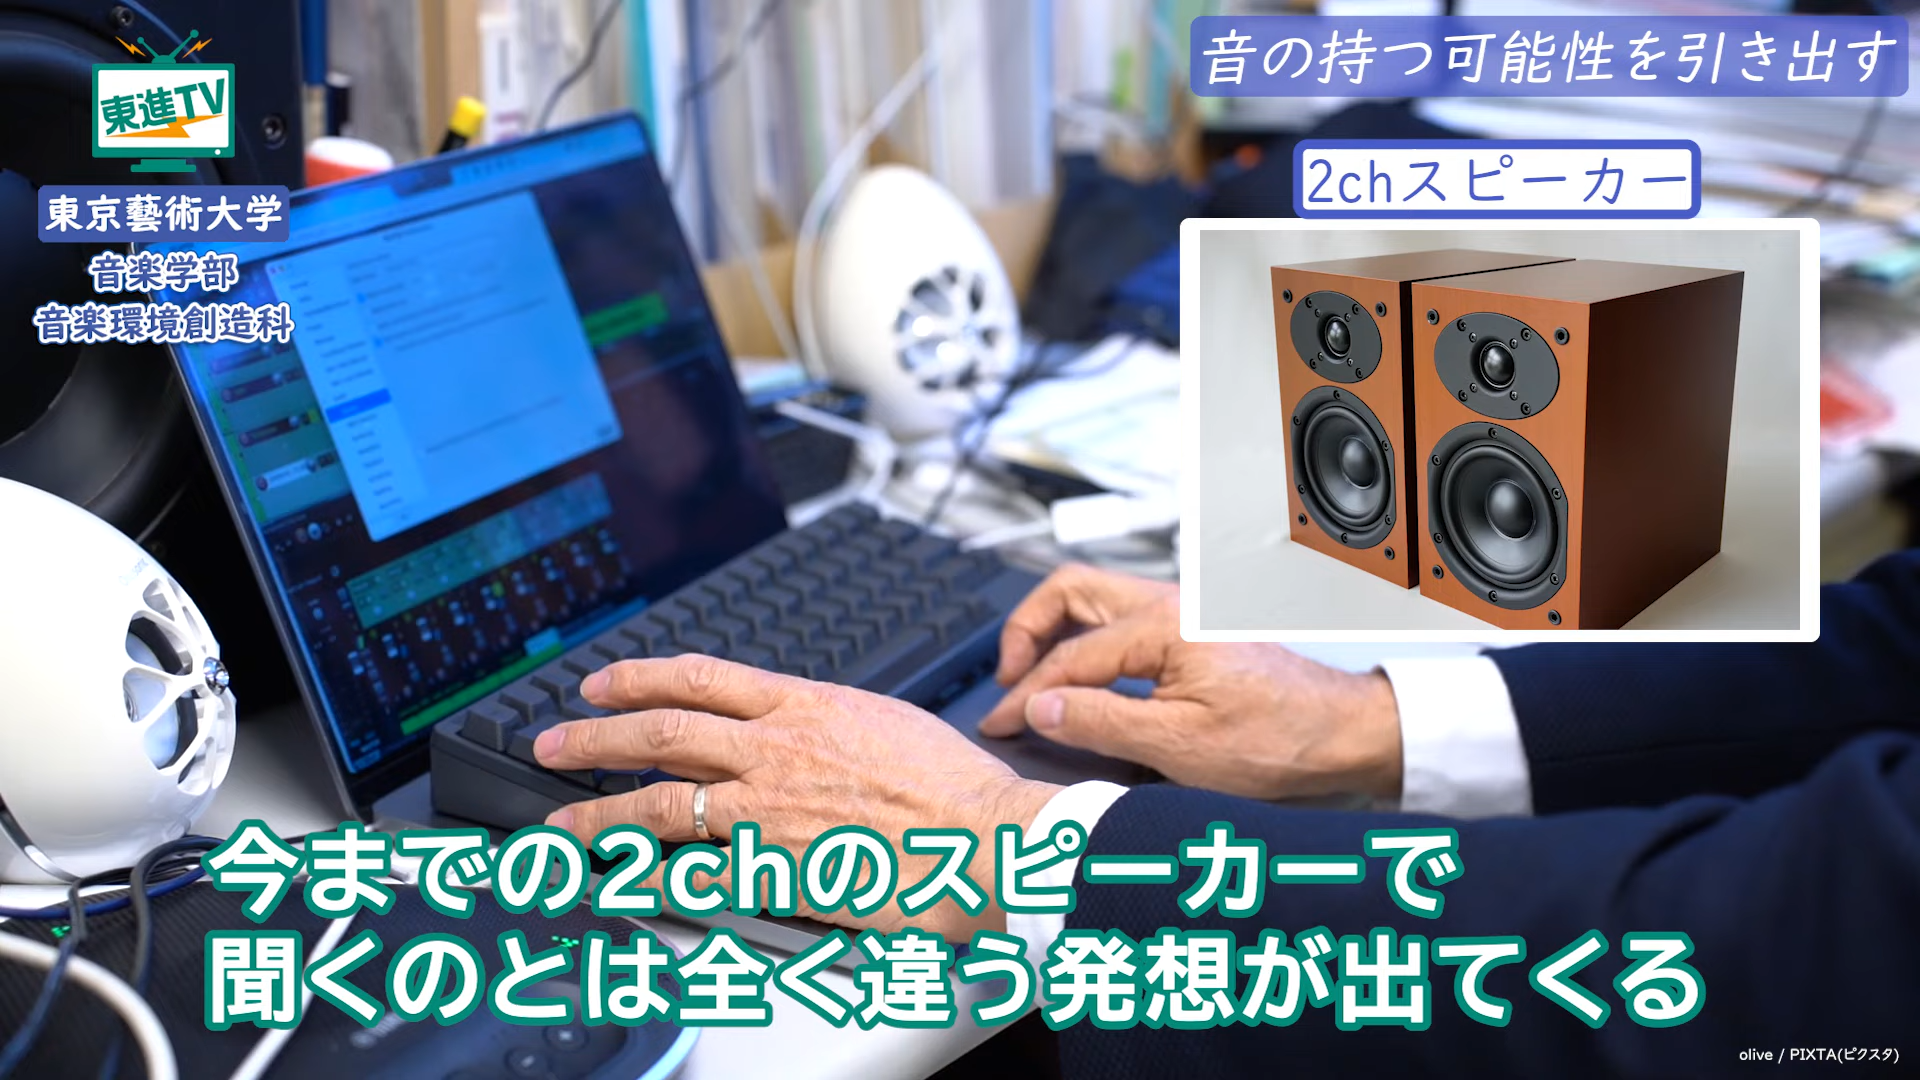 東進TV
東京藝術大学
音楽学部
音楽環境創造科
音の持つ可能性を引き出す
2chスピーカー
今までの2chのスピーカーで
聞くのとは全く違う発想が出てくる
olive / PIXTA(ピクスタ)